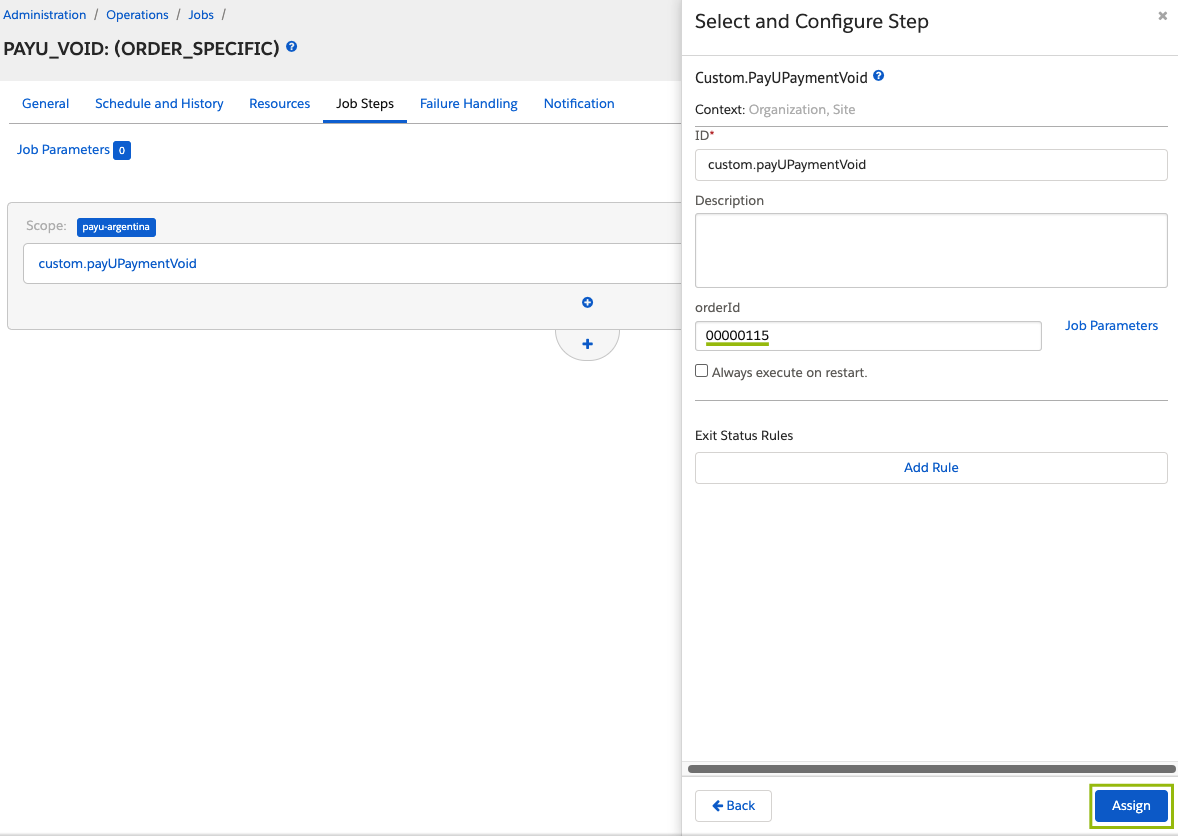 Administration / Operations / Jobs /
PAYU_VOID: (ORDER_SPECIFIC) ?
General Schedule and History Resources Job Steps Failure Handling Notification
Job Parameters 0
Scope: payu-argentina
custom.payUPaymentVoid
Select and Configure Step
Custom.PayUPaymentVoid ?
Context: Organization, Site
ID*
custom.payUPaymentVoid
Description
orderId
00000115
Job Parameters
Always execute on restart.
Exit Status Rules
Add Rule
Back
Assign